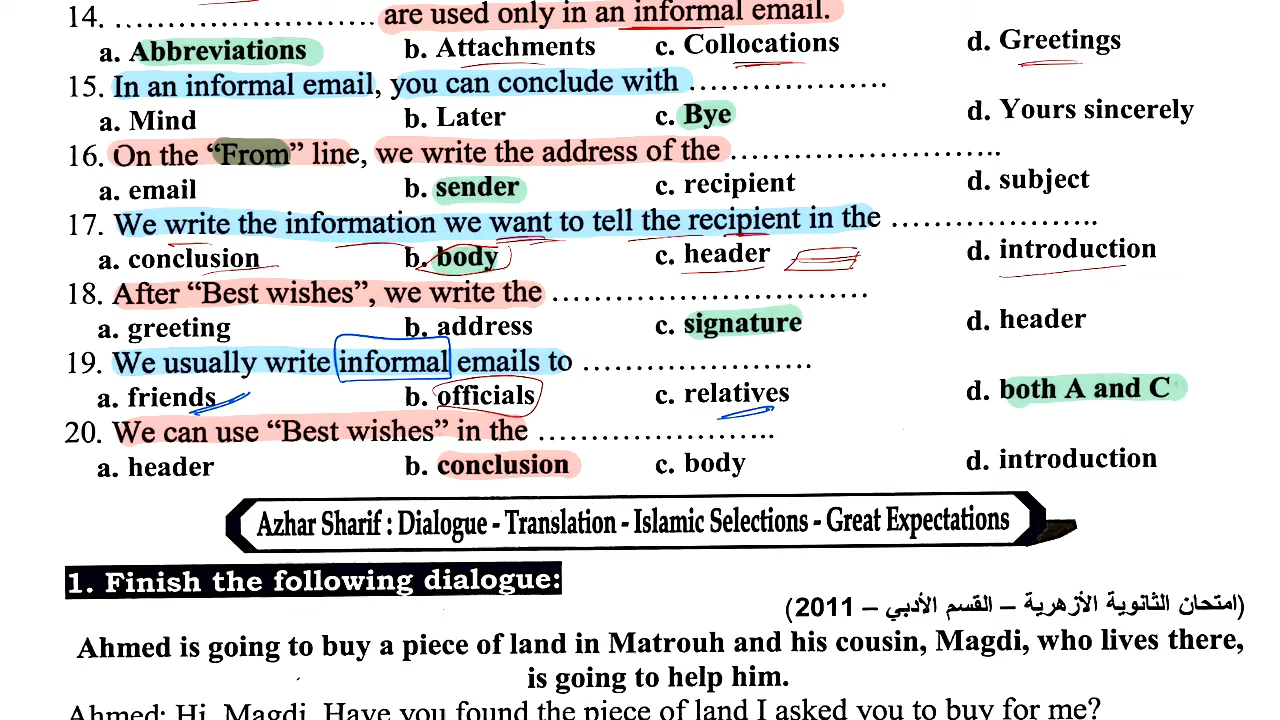 14. ........................ are used only in an informal email.
a. Abbreviations b. Attachments c. Collocations d. Greetings
15. In an informal email, you can conclude with ...................
a. Mind b. Later c. Bye d. Yours sincerely
16. On the “From” line, we write the address of the ..........................
a. email b. sender c. recipient d. subject
17. We write the information we want to tell the recipient in the ....................
a. conclusion b. body c. header d. introduction
18. After “Best wishes”, we write the ..............................
a. greeting b. address c. signature d. header
19. We usually write informal emails to ......................
a. friends b. officials c. relatives d. both A and C
20. We can use “Best wishes” in the .......................
a. header b. conclusion c. body d. introduction
Azhar Sharif : Dialogue - Translation - Islamic Selections - Great Expectations
1. Finish the following dialogue:
(امتحان الثانوية الأزهرية – القسم الأدبي – 2011)
Ahmed is going to buy a piece of land in Matrouh and his cousin, Magdi, who lives there,
is going to help him.
Ahmed: Hi, Magdi. Have you found the piece of land I asked you to buy for me?